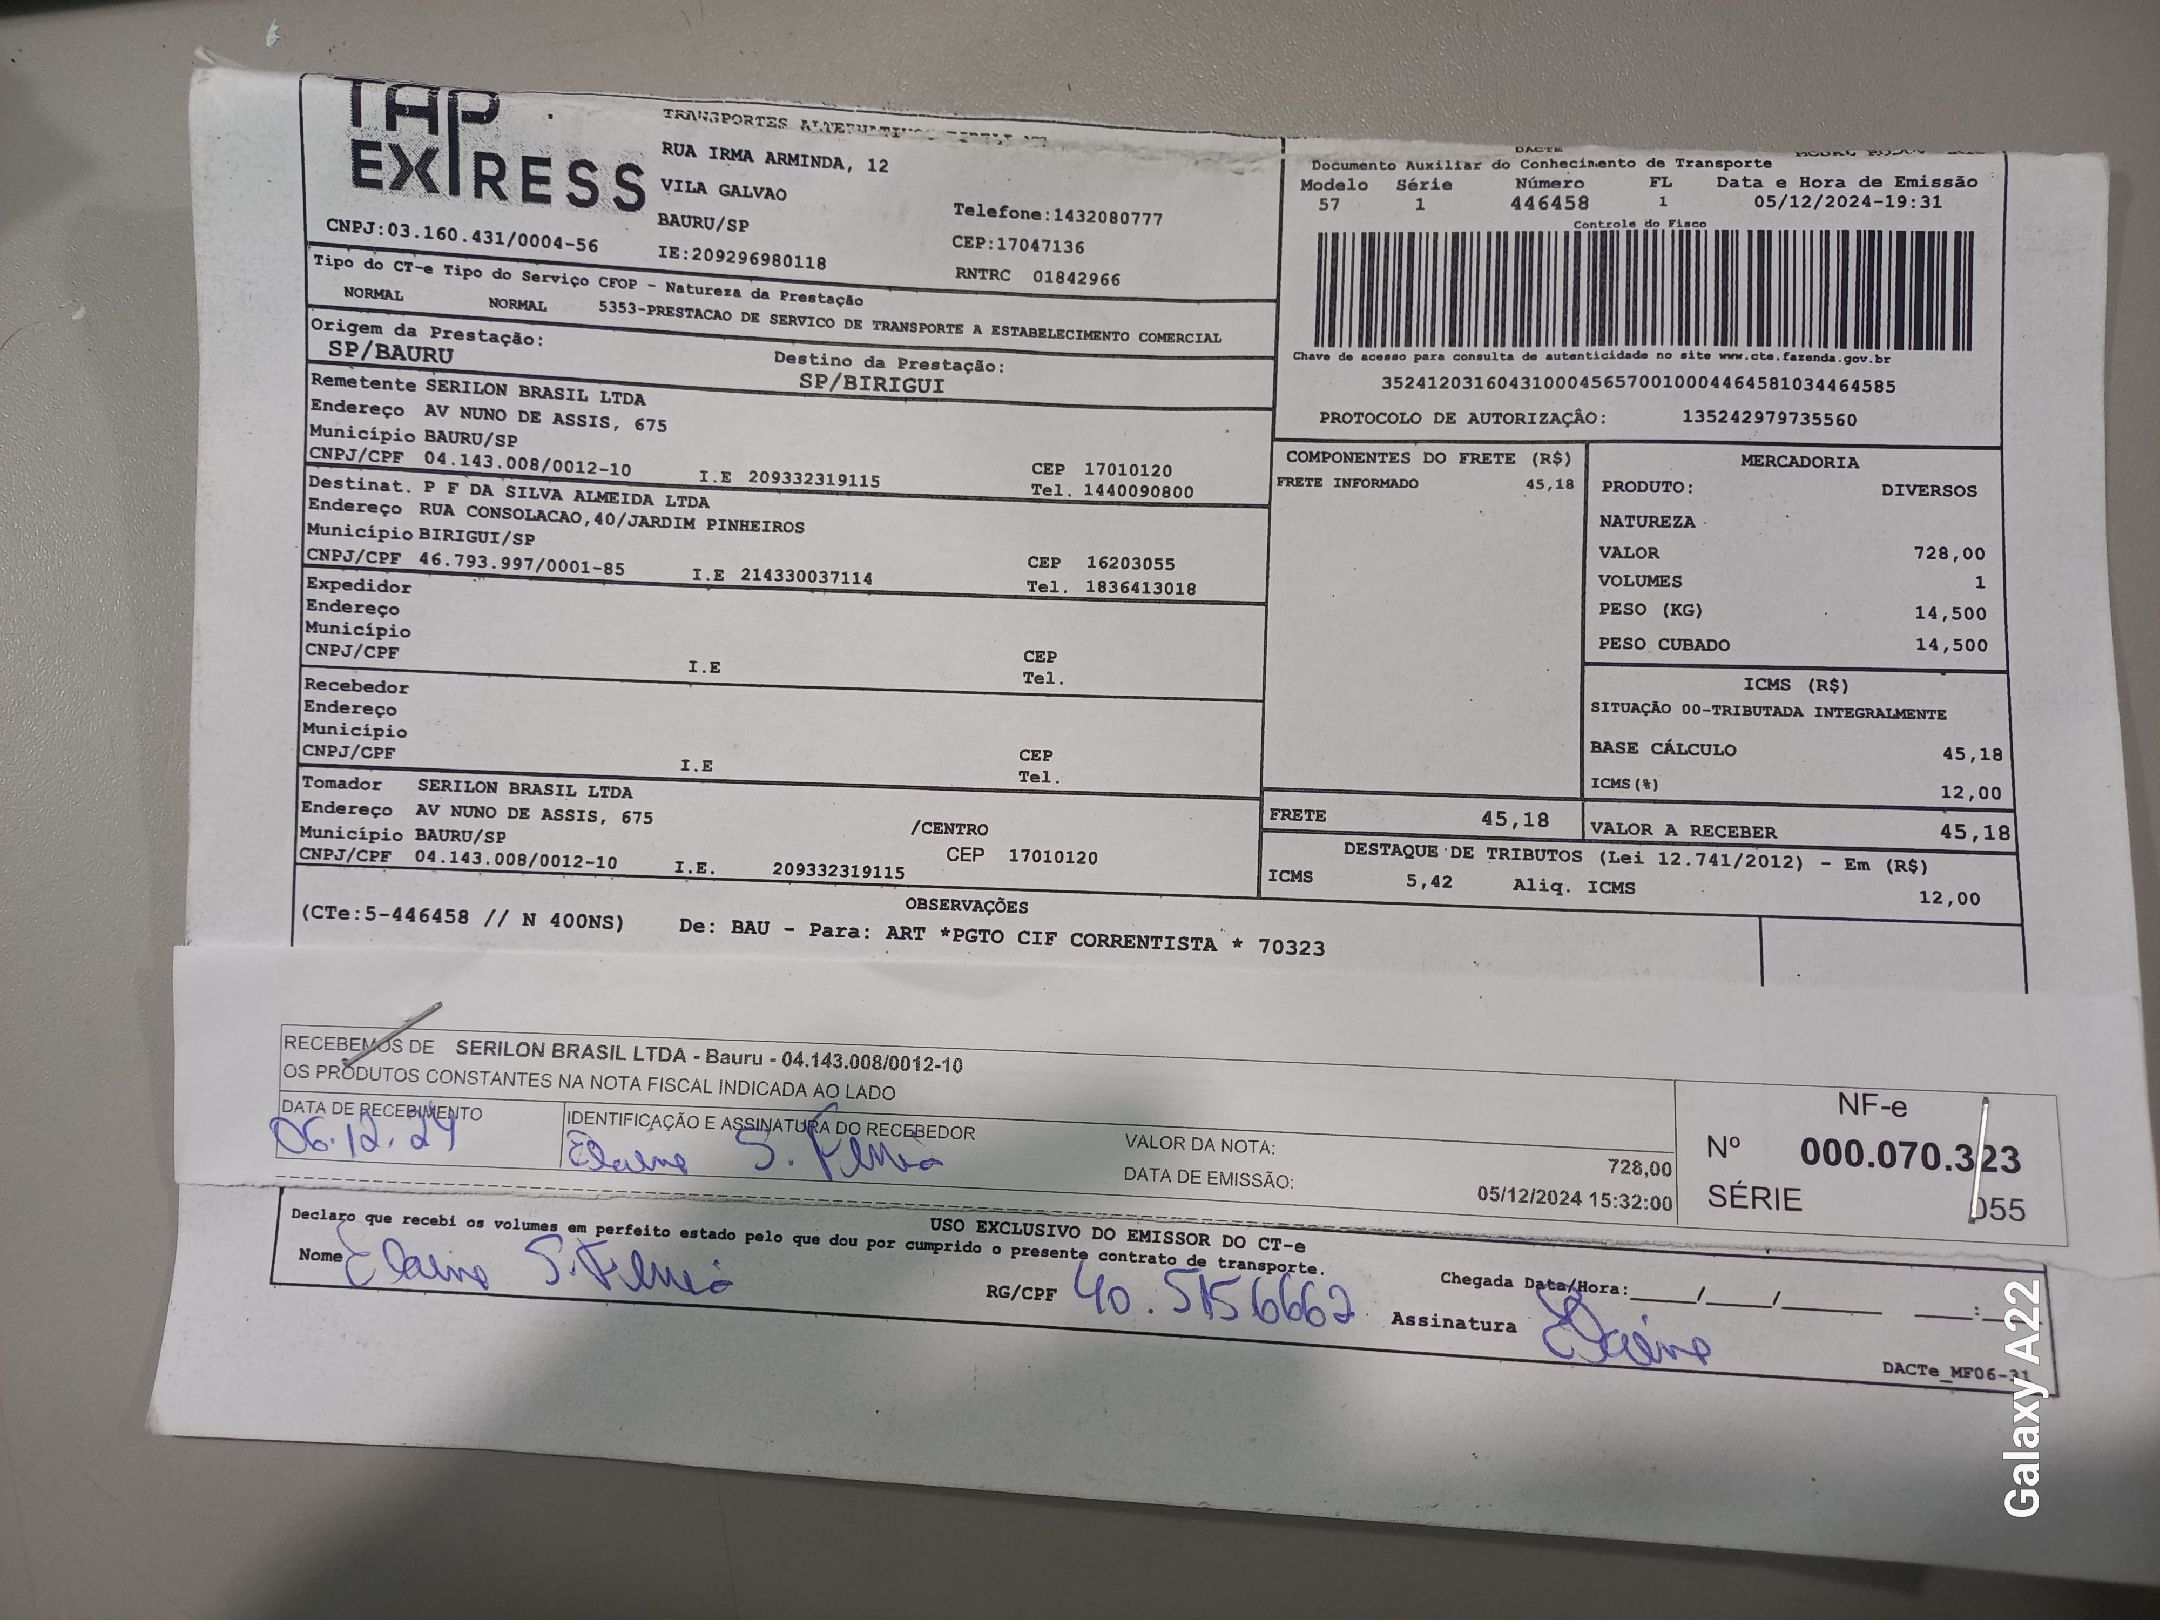 TAP
EXPRESS
CNPJ:03.160.431/0004-56
TRANSPORTES
RUA IRMA ARMINDA, 12
VILA GALVAO
BAURU/SP
IE:209296980118
Telefone:1432080777
CEP:17047136
RNTRC 01842966
DACTE
Documento Auxiliar do Conhecimento de Transporte
Modelo Série Número FL Data e Hora de Emissão
57 1 446458 1 05/12/2024-19:31
Controle do Fisco
Chave de acesso para consulta de autenticidade no site www.cte.fazenda.gov.br
35241203160431000456570010004464581034464585
PROTOCOLO DE AUTORIZAÇÂO: 135242979735560
Tipo do CT-e Tipo do Serviço CFOP - Natureza da Prestação
NORMAL NORMAL 5353-PRESTACAO DE SERVICO DE TRANSPORTE A ESTABELECIMENTO COMERCIAL
Origem da Prestação: Destino da Prestação:
SP/BAURU SP/BIRIGUI
Remetente SERILON BRASIL LTDA
Endereço AV NUNO DE ASSIS, 675
Município BAURU/SP CEP 17010120
CNPJ/CPF 04.143.008/0012-10 I.E 209332319115 Tel. 1440090800
Destinat. P F DA SILVA ALMEIDA LTDA
Endereço RUA CONSOLACAO,40/JARDIM PINHEIROS
Município BIRIGUI/SP CEP 16203055
CNPJ/CPF 46.793.997/0001-85 I.E 214330037114 Tel. 1836413018
Expedidor
Endereço
Município CEP
CNPJ/CPF I.E Tel.
Recebedor
Endereço
Município CEP
CNPJ/CPF I.E Tel.
Tomador SERILON BRASIL LTDA
Endereço AV NUNO DE ASSIS, 675 /CENTRO
Município BAURU/SP CEP 17010120
CNPJ/CPF 04.143.008/0012-10 I.E. 209332319115
COMPONENTES DO FRETE (R$)
FRETE INFORMADO 45,18
MERCADORIA
PRODUTO: DIVERSOS
NATUREZA
VALOR 728,00
VOLUMES 1
PESO (KG) 14,500
PESO CUBADO 14,500
ICMS (R$)
SITUAÇÃO 00-TRIBUTADA INTEGRALMENTE
BASE CÁLCULO 45,18
ICMS(%) 12,00
FRETE 45,18 VALOR A RECEBER 45,18
DESTAQUE DE TRIBUTOS (Lei 12.741/2012) - Em (R$)
ICMS 5,42 Aliq. ICMS 12,00
OBSERVAÇÕES
(CTe:5-446458 // N 400NS) De: BAU - Para: ART *PGTO CIF CORRENTISTA * 70323
RECEBEMOS DE SERILON BRASIL LTDA - Bauru - 04.143.008/0012-10
OS PRODUTOS CONSTANTES NA NOTA FISCAL INDICADA AO LADO
DATA DE RECEBIMENTO IDENTIFICAÇÃO E ASSINATURA DO RECEBEDOR
06.12.24 Elaine S.
VALOR DA NOTA: 728,00
DATA DE EMISSÃO: 05/12/2024 15:32:00
NF-e
Nº 000.070.323
SÉRIE 055
USO EXCLUSIVO DO EMISSOR DO CT-e
Declaro que recebi os volumes em perfeito estado pelo que dou por cumprido o presente contrato de transporte.
Nome Elaine S. RG/CPF 40.5156662 Assinatura Elaine
Chegada Data/Hora:_____/_____/_______ ____:
DACTe_MF06-31
Galaxy A22